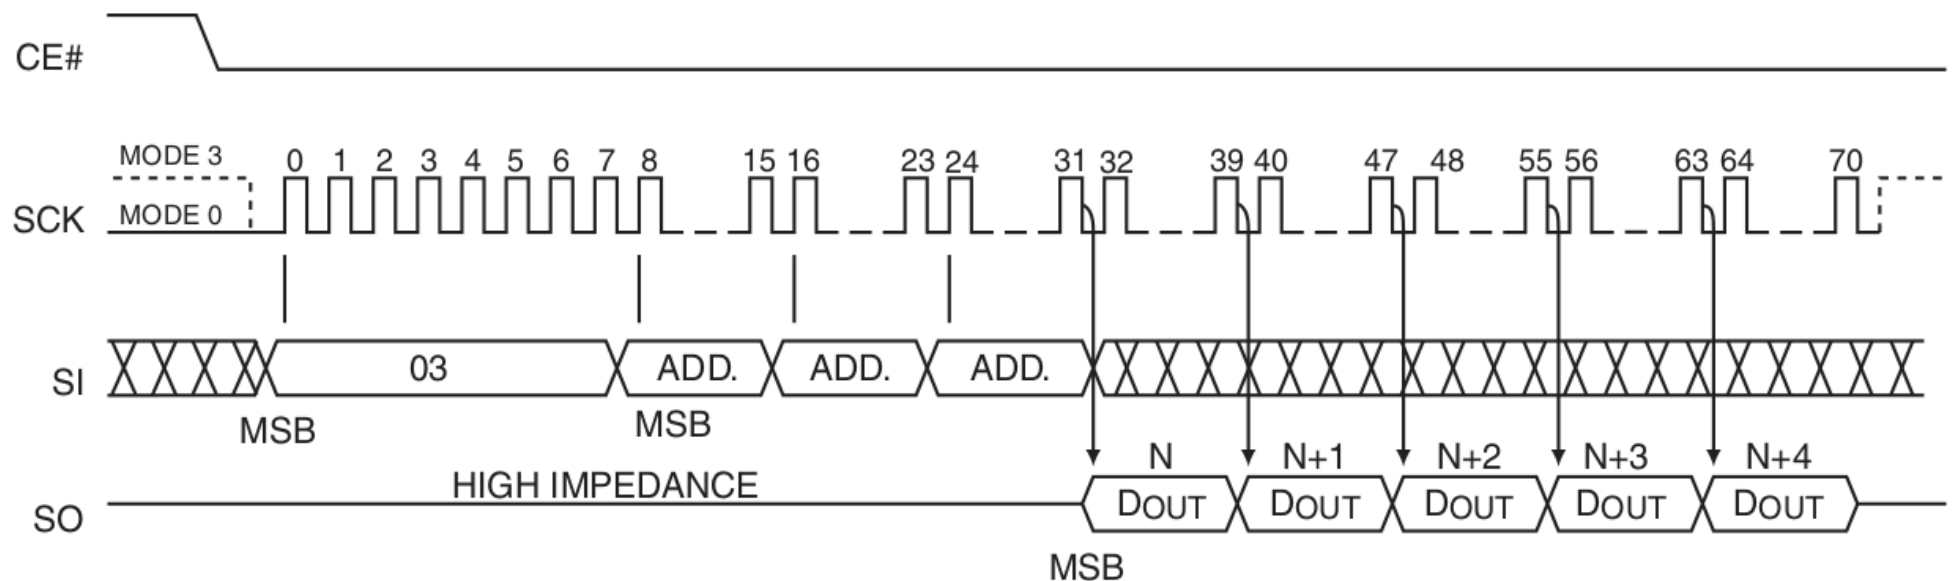 CE#
MODE 3
0 1 2 3 4 5 6 7 8 15 16 23 24 31 32 39 40 47 48 55 56 63 64 70
SCK
MODE 0
SI
03 ADD. ADD. ADD.
MSB MSB
N N+1 N+2 N+3 N+4
HIGH IMPEDANCE
SO
DOUT DOUT DOUT DOUT DOUT
MSB